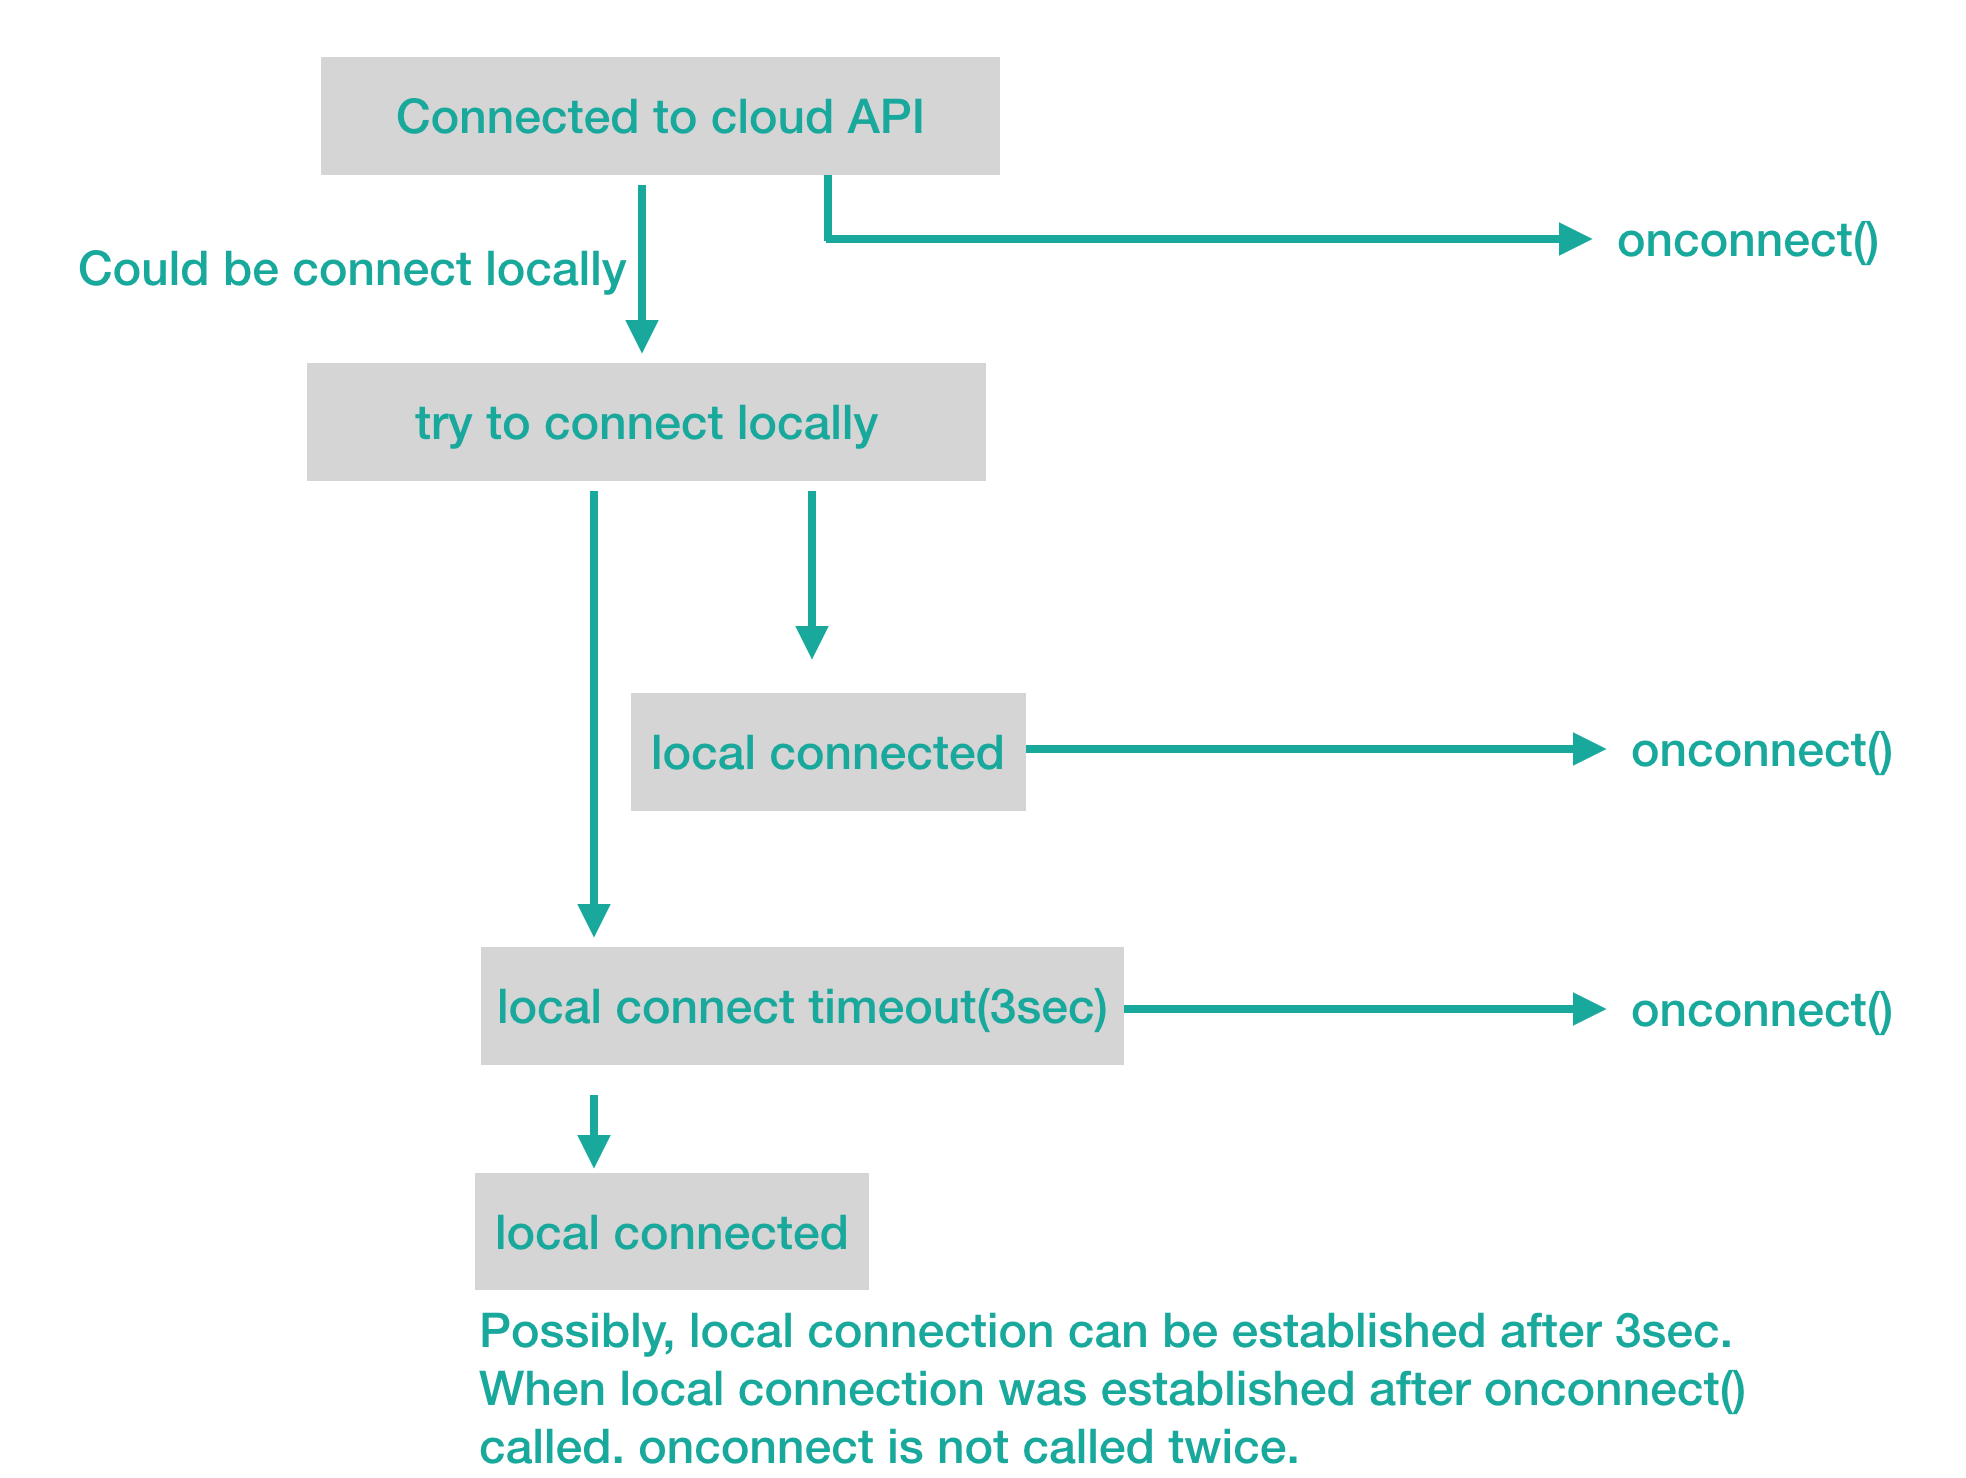 Connected to cloud API
onconnect()
Could be connect locally
try to connect locally
local connected
onconnect()
local connect timeout(3sec)
onconnect()
local connected
Possibly, local connection can be established after 3sec.
When local connection was established after onconnect()
called. onconnect is not called twice.